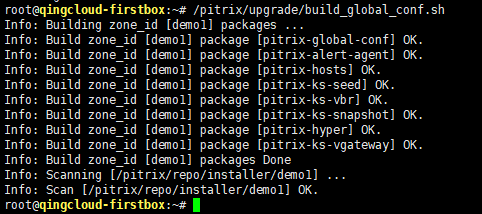 root@qingcloud-firstbox:~# /pitrix/upgrade/build_global_conf.sh
Info: Building zone_id [demo1] packages ...
Info: Build zone_id [demo1] package [pitrix-global-conf] OK.
Info: Build zone_id [demo1] package [pitrix-alert-agent] OK.
Info: Build zone_id [demo1] package [pitrix-hosts] OK.
Info: Build zone_id [demo1] package [pitrix-ks-seed] OK.
Info: Build zone_id [demo1] package [pitrix-ks-vbr] OK.
Info: Build zone_id [demo1] package [pitrix-ks-snapshot] OK.
Info: Build zone_id [demo1] package [pitrix-hyper] OK.
Info: Build zone_id [demo1] package [pitrix-ks-vgateway] OK.
Info: Build zone_id [demo1] packages Done
Info: Scanning [/pitrix/repo/installer/demo1] ...
Info: Scan [/pitrix/repo/installer/demo1] OK.
root@qingcloud-firstbox:~#